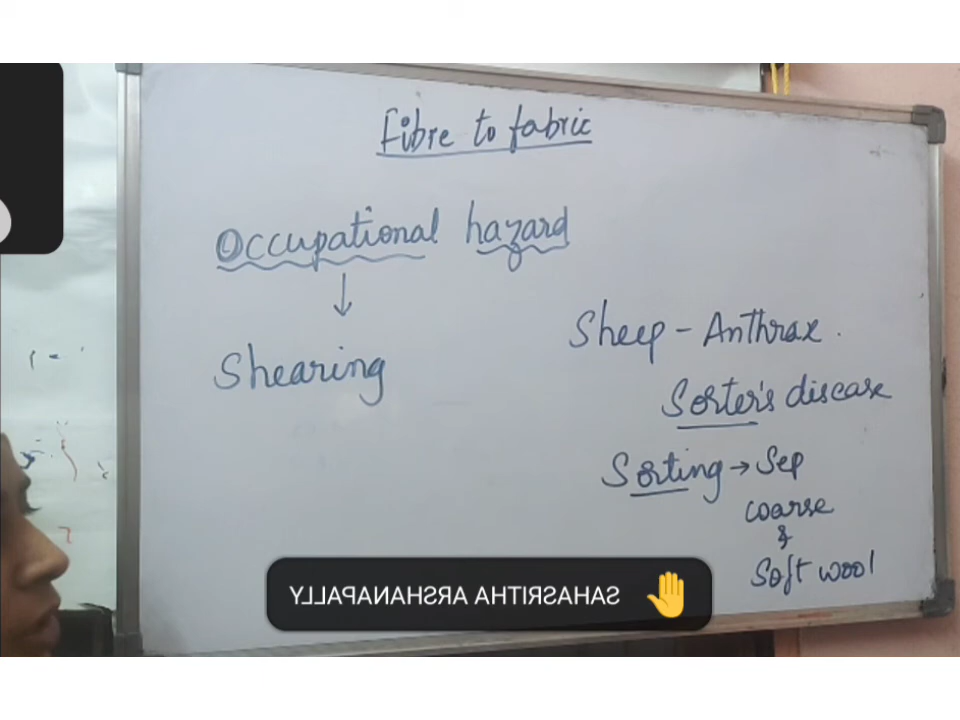 Fibre to fabric
Occupational hazard
↓
Shearing
Sheep - Anthrax.
Sorter's disease
Sorting → Sep
coarse
&
Soft wool
SAHASRITHA ARSHANAPALLY